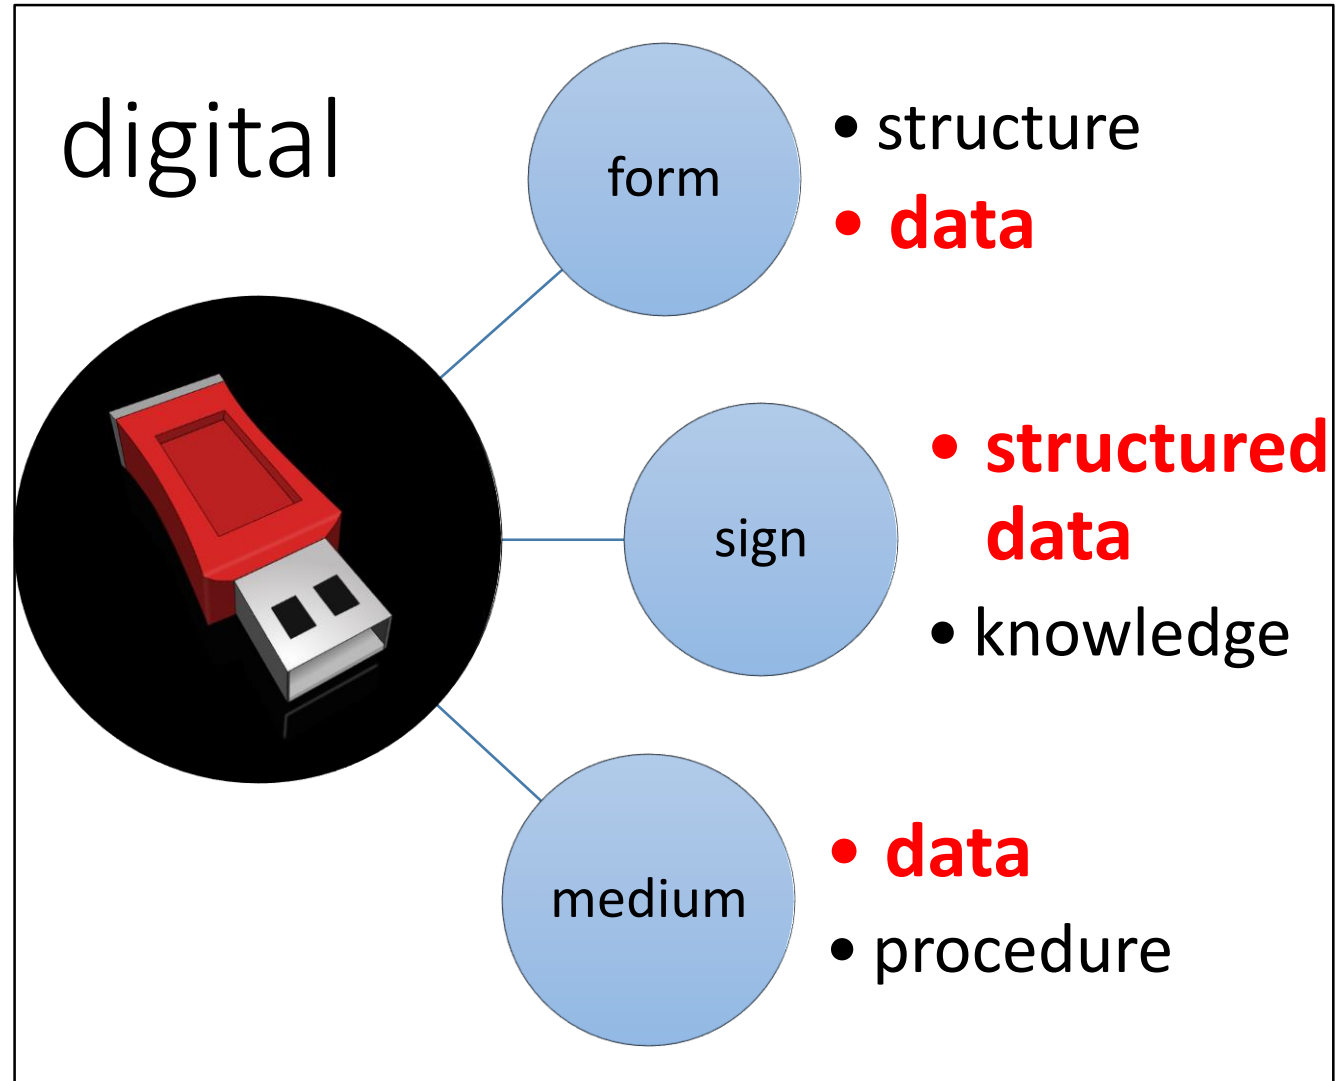 digital
form
• structure
• data
sign
• structured
data
• knowledge
medium
• data
• procedure